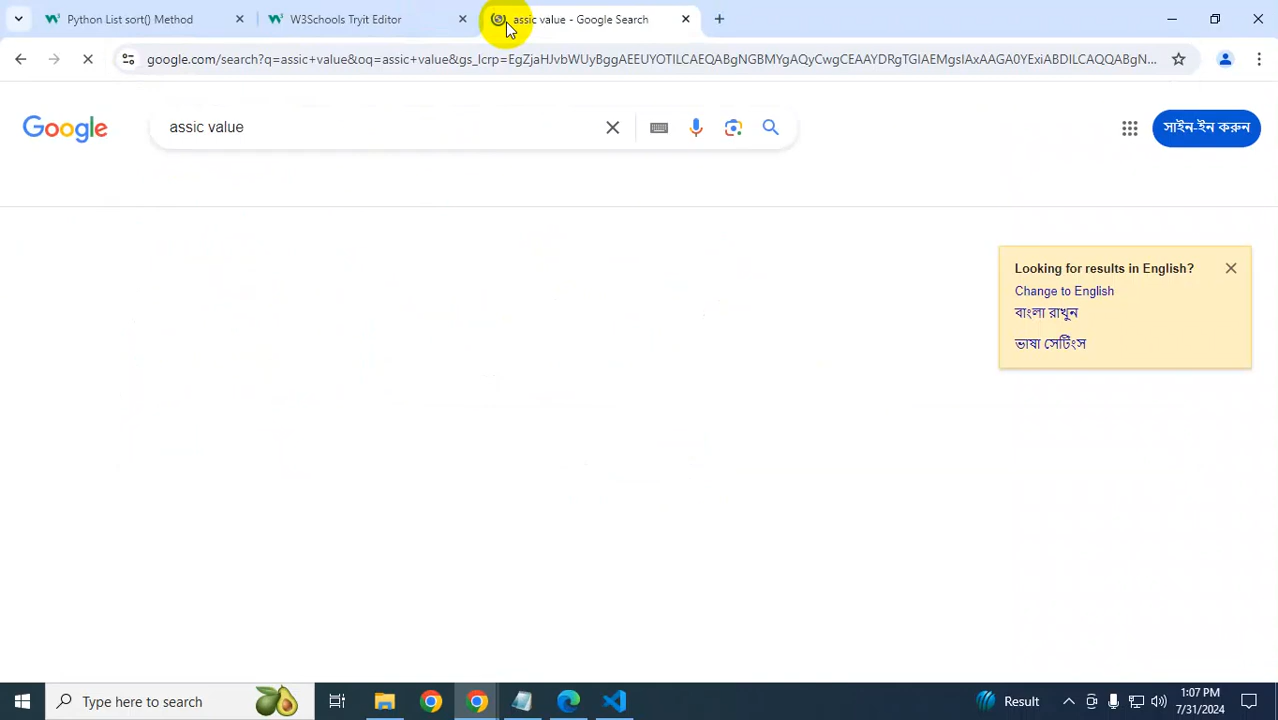 Python List sort() Method
W3Schools Tryit Editor
assic value - Google Search
google.com/search?q=assic+value&oq=assic+value&gs_lcrp=EgZjaHJvbWUyBggAEEUYOTILCAEQABgNGBMYgAQyCwgCEAAYDRgTGIAEMgsIAxAAGA0YExiABDILCAQQABgN...
Google
assic value
সাইন-ইন করুন
Looking for results in English?
Change to English
বাংলা রাখুন
ভাষা সেটিংস
Type here to search
Result
1:07 PM
7/31/2024